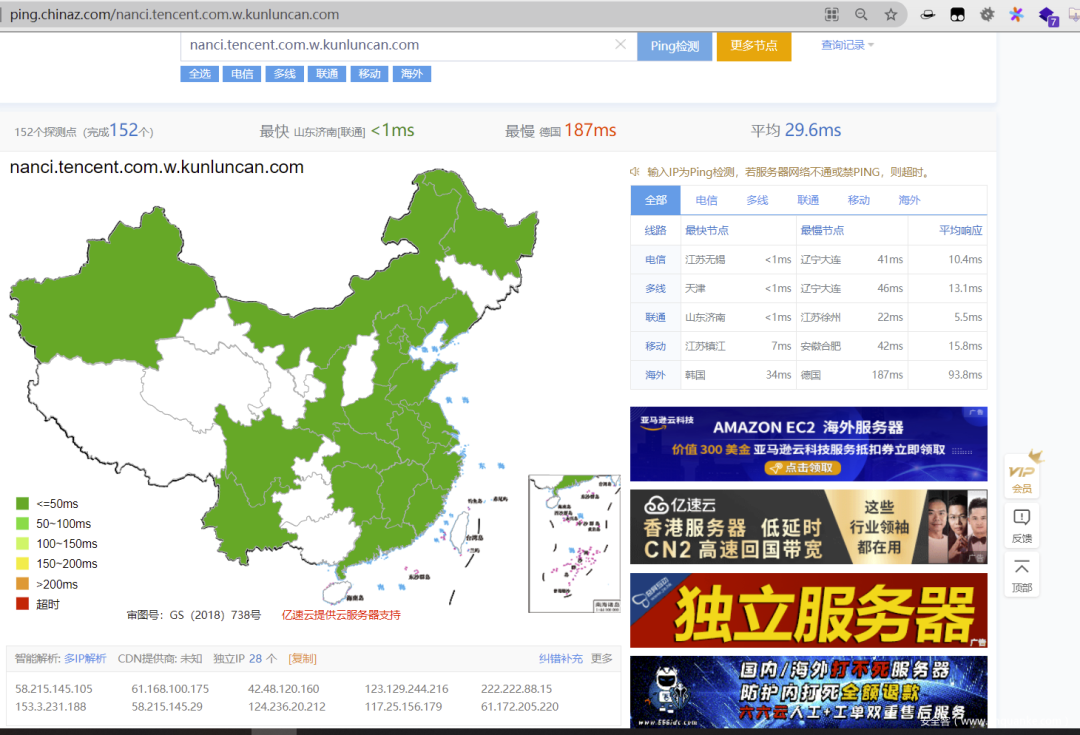 ping.chinaz.com/nanci.tencent.com.w.kunluncan.com
7
nanci.tencent.com.w.kunluncan.com
Ping检测
更多节点
查询记录
全选 电信 多线 联通 移动 海外
152个探测点 (完成152个)
最快 山东济南[联通] <1ms
最慢 德国 187ms
平均 29.6ms
nanci.tencent.com.w.kunluncan.com
<=50ms
50~100ms
100~150ms
150~200ms
>200ms
超时
审图号：GS（2018）738号
亿速云提供云服务器支持
智能解析: 多IP解析 CDN提供商: 未知 独立IP 28 个 [复制] 纠错补充 更多
58.215.145.105 61.168.100.175 42.48.120.160 123.129.244.216 222.222.88.15
153.3.231.188 58.215.145.29 124.236.20.212 117.25.156.179 61.172.205.220
输入IP为Ping检测，若服务器网络不通或禁PING，则超时。
全部 电信 多线 联通 移动 海外
线路 最快节点 最慢节点 平均响应
电信 江苏无锡 <1ms 辽宁大连 41ms 10.4ms
多线 天津 <1ms 辽宁大连 46ms 13.1ms
联通 山东济南 <1ms 江苏徐州 22ms 5.5ms
移动 江苏镇江 7ms 安徽合肥 42ms 15.8ms
海外 韩国 34ms 德国 187ms 93.8ms
广告
亚马逊云科技
AMAZON EC2 海外服务器
价值 300 美金 亚马逊云科技服务抵扣券立即领取
点击领取
亿速云
香港服务器 低延时
CN2 高速回国带宽
这些
行业领袖
都在用
广告
独立服务器
广告
国内/海外打不死服务器
防护内打死全额退款
六六云人工+工单双重售后服务
www.556idc.com
VIP
会员
反馈
顶部